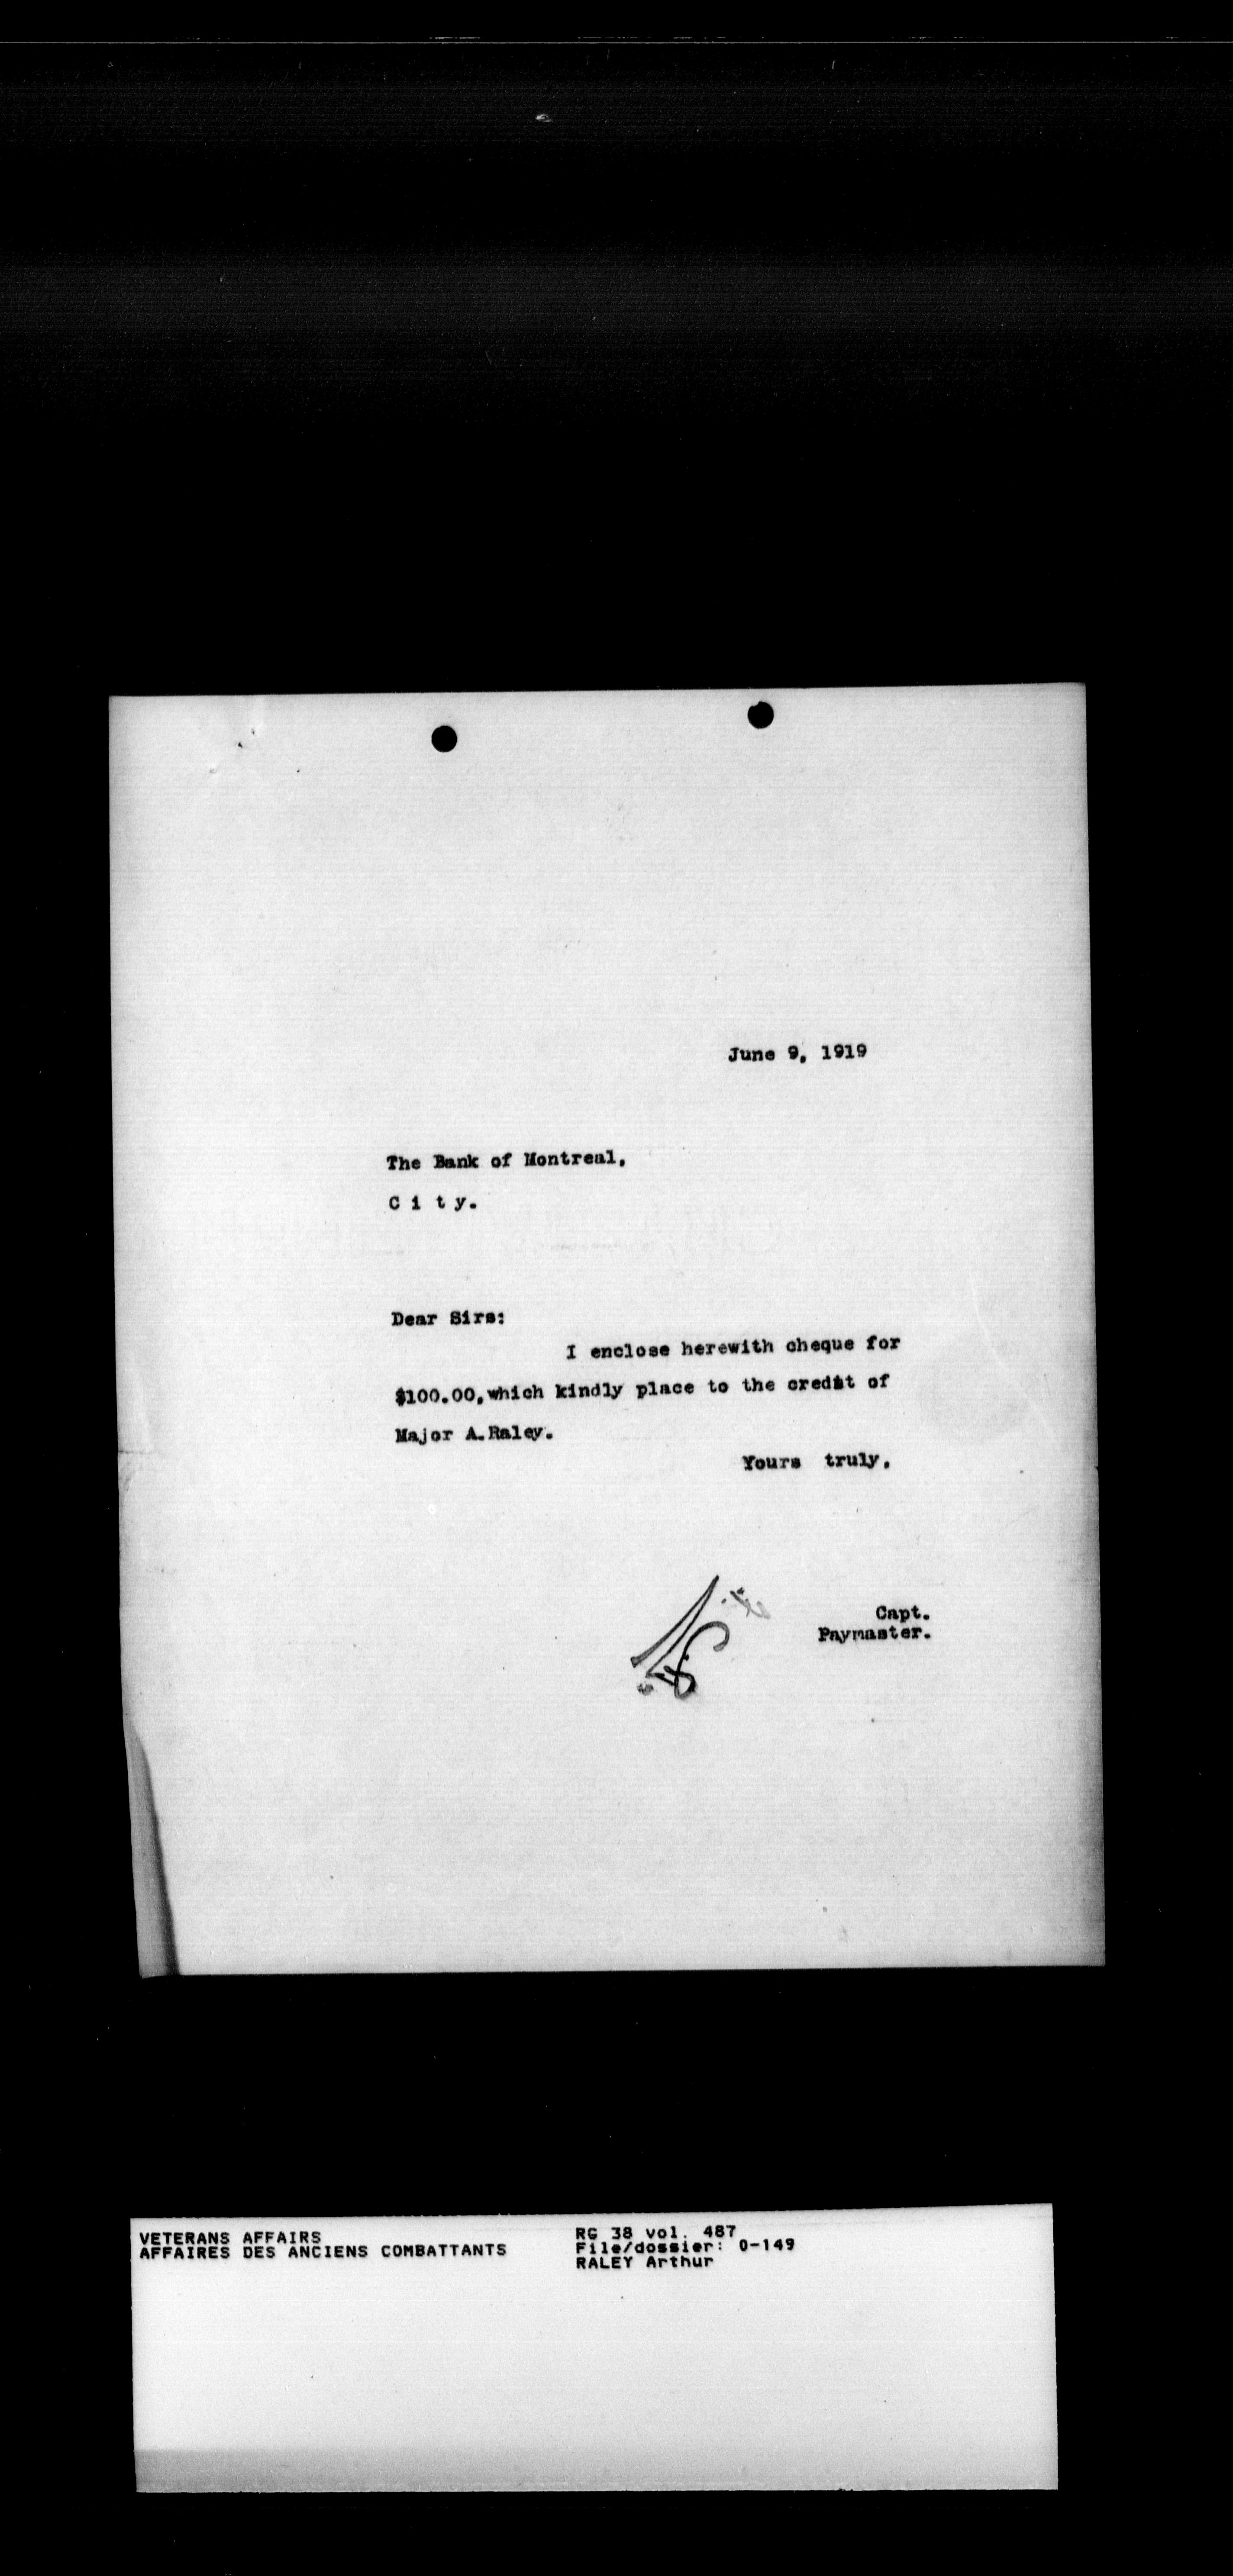 June 9, 1919
The Bank of Montreal,
C i t y.
Dear Sirs:
I enclose herewith cheque for
$100.00,which kindly place to the credit of
Major A.Raley.
Yours truly,
Capt.
Paymaster.
VETERANS AFFAIRS
AFFAIRES DES ANCIENS COMBATTANTS
RG 38 vol. 487
File/dossier: 0-149
RALEY Arthur